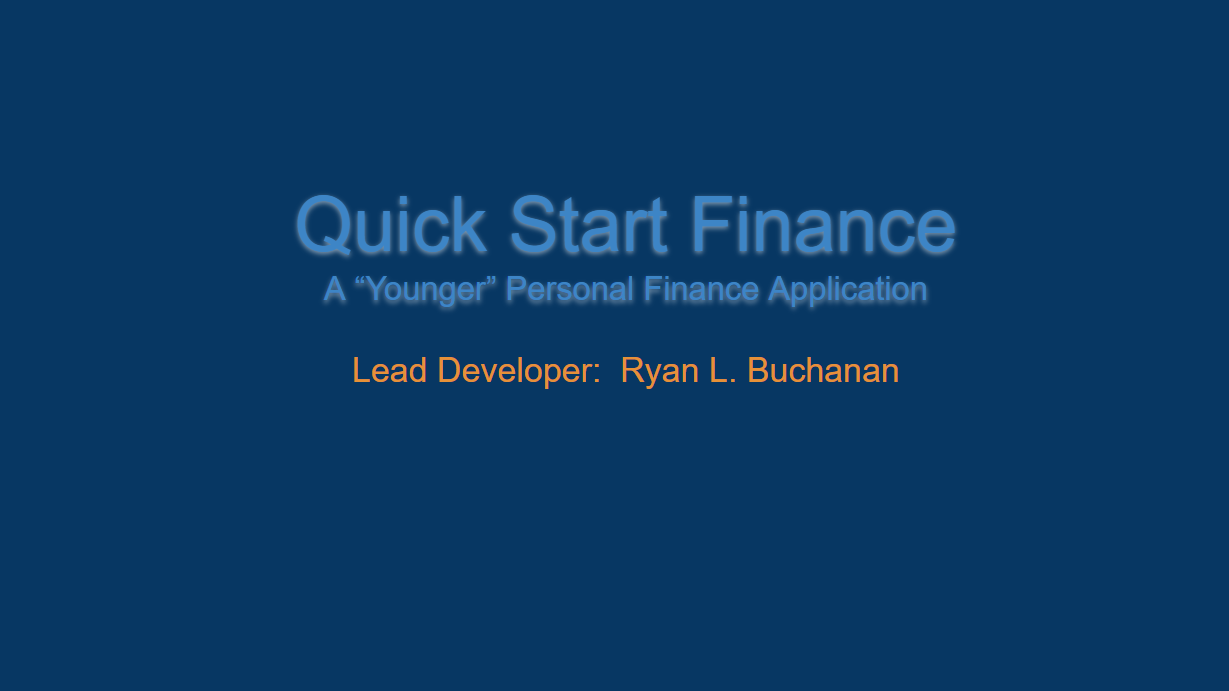 Quick Start Finance
A “Younger” Personal Finance Application
Lead Developer:  Ryan L. Buchanan